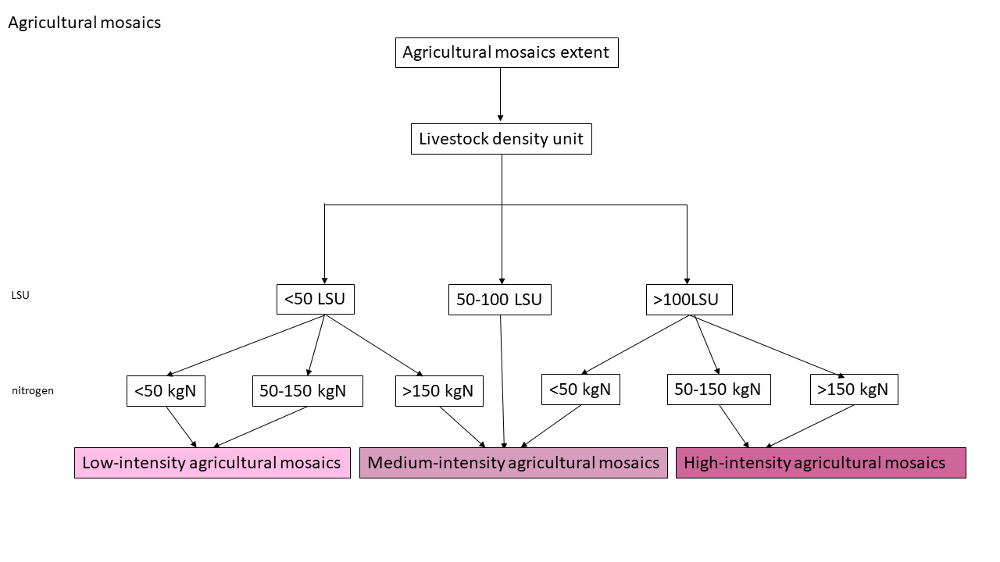 Agricultural mosaics
Agricultural mosaics extent
Livestock density unit
LSU
<50 LSU
50-100 LSU
>100LSU
nitrogen
<50 kgN
50-150 kgN
>150 kgN
<50 kgN
50-150 kgN
>150 kgN
Low-intensity agricultural mosaics
Medium-intensity agricultural mosaics
High-intensity agricultural mosaics